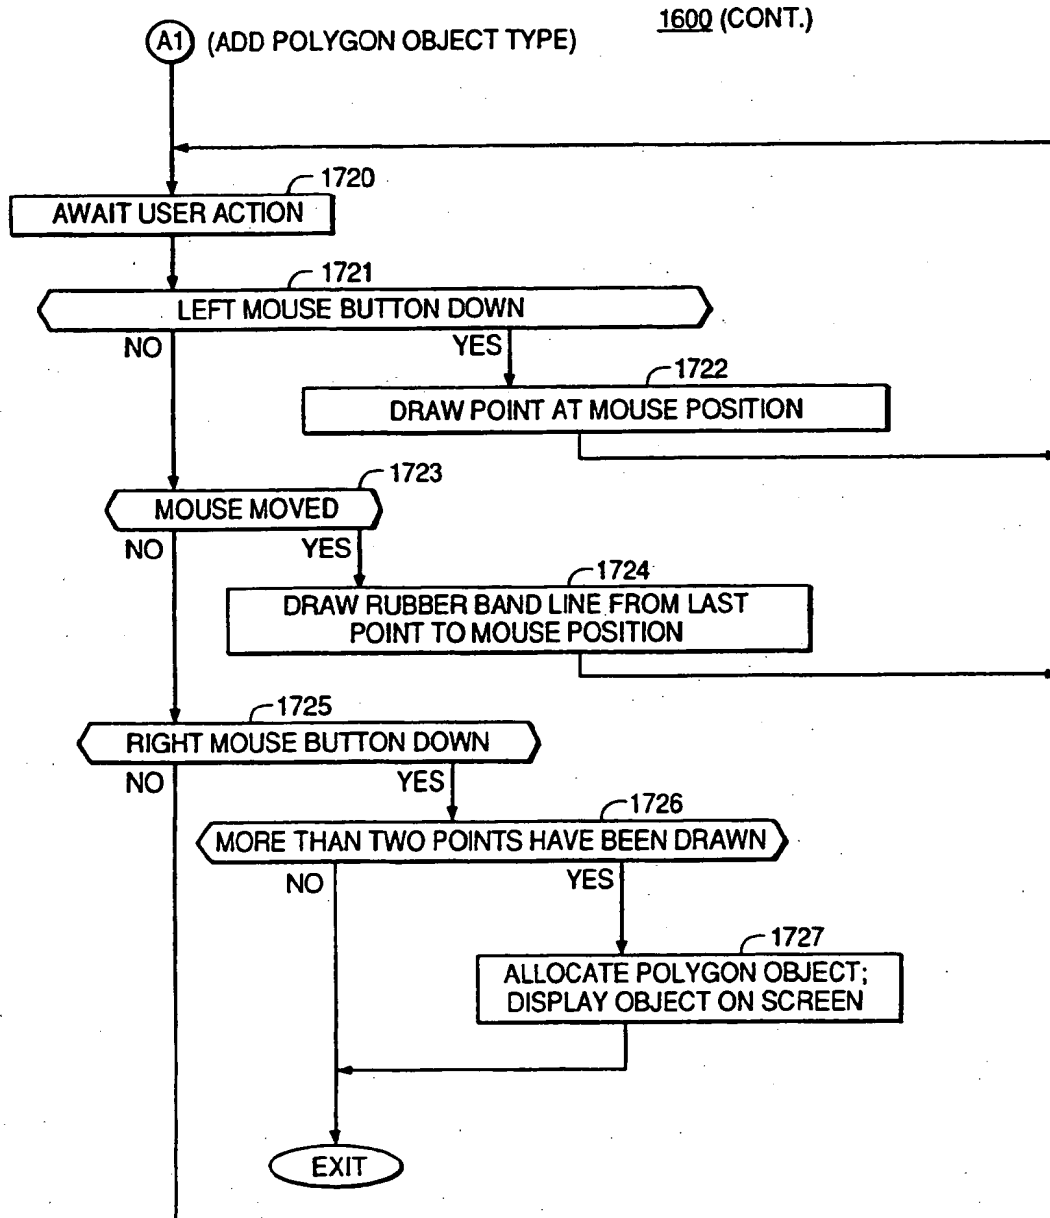 1600 (CONT.)
A1 (ADD POLYGON OBJECT TYPE)
1720
AWAIT USER ACTION
1721
LEFT MOUSE BUTTON DOWN
NO YES
1722
DRAW POINT AT MOUSE POSITION
1723
MOUSE MOVED
NO YES
1724
DRAW RUBBER BAND LINE FROM LAST
POINT TO MOUSE POSITION
1725
RIGHT MOUSE BUTTON DOWN
NO YES
1726
MORE THAN TWO POINTS HAVE BEEN DRAWN
NO YES
1727
ALLOCATE POLYGON OBJECT;
DISPLAY OBJECT ON SCREEN
EXIT